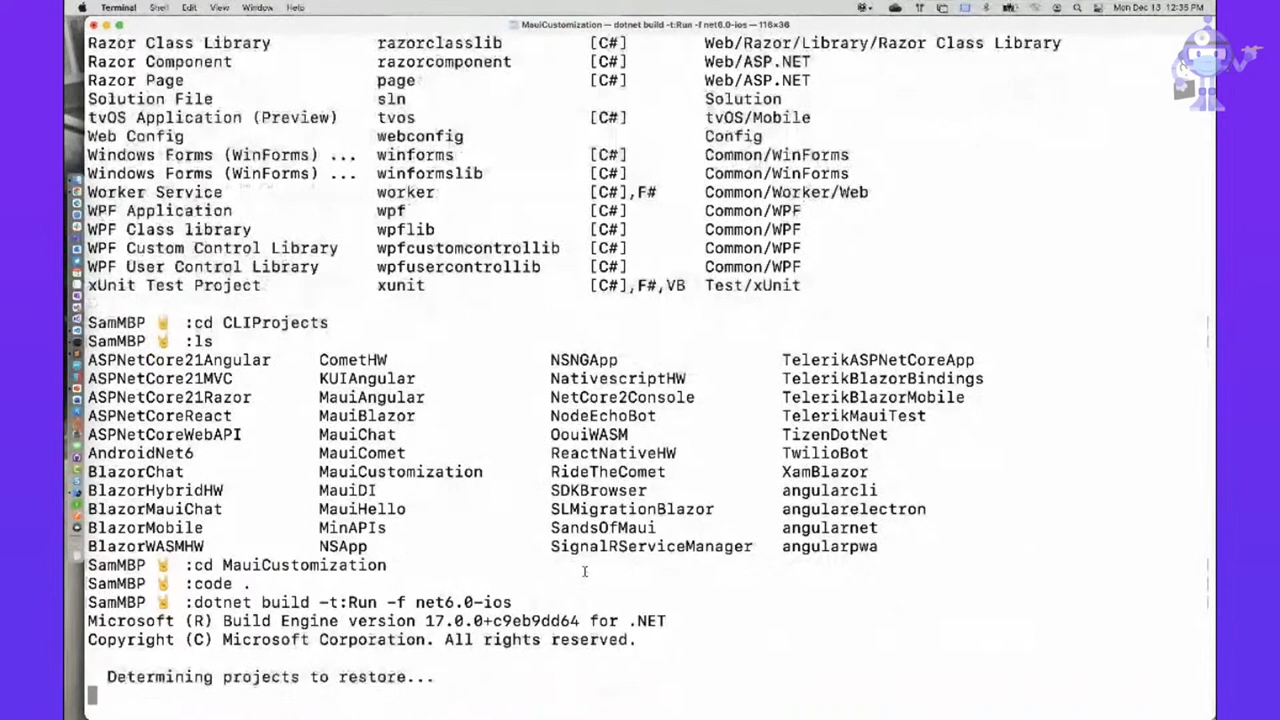 Terminal Shell Edit View Window Help Mon Dec 13 12:35 PM
MauiCustomization — dotnet build -t:Run -f net6.0-ios — 116×36
Razor Class Library razorclasslib [C#] Web/Razor/Library/Razor Class Library
Razor Component razorcomponent [C#] Web/ASP.NET
Razor Page page [C#] Web/ASP.NET
Solution File sln Solution
tvOS Application (Preview) tvos [C#] tvOS/Mobile
Web Config webconfig Config
Windows Forms (WinForms) ... winforms [C#] Common/WinForms
Windows Forms (WinForms) ... winformslib [C#] Common/WinForms
Worker Service worker [C#],F# Common/Worker/Web
WPF Application wpf [C#] Common/WPF
WPF Class library wpflib [C#] Common/WPF
WPF Custom Control Library wpfcustomcontrollib [C#] Common/WPF
WPF User Control Library wpfusercontrollib [C#] Common/WPF
xUnit Test Project xunit [C#],F#,VB Test/xUnit
SamMBP 🤘 :cd CLIProjects
SamMBP 🤘 :ls
ASPNetCore21Angular CometHW NSNGApp TelerikASPNetCoreApp
ASPNetCore21MVC KUIAngular NativescriptHW TelerikBlazorBindings
ASPNetCore21Razor MauiAngular NetCore2Console TelerikBlazorMobile
ASPNetCoreReact MauiBlazor NodeEchoBot TelerikMauiTest
ASPNetCoreWebAPI MauiChat OouiWASM TizenDotNet
AndroidNet6 MauiComet ReactNativeHW TwilioBot
BlazorChat MauiCustomization RideTheComet XamBlazor
BlazorHybridHW MauiDI SDKBrowser angularcli
BlazorMauiChat MauiHello SLMigrationBlazor angularelectron
BlazorMobile MinAPIs SandsOfMaui angularnet
BlazorWASMHW NSApp SignalRServiceManager angularpwa
SamMBP 🤘 :cd MauiCustomization
SamMBP 🤘 :code .
SamMBP 🤘 :dotnet build -t:Run -f net6.0-ios
Microsoft (R) Build Engine version 17.0.0+c9eb9dd64 for .NET
Copyright (C) Microsoft Corporation. All rights reserved.
Determining projects to restore...